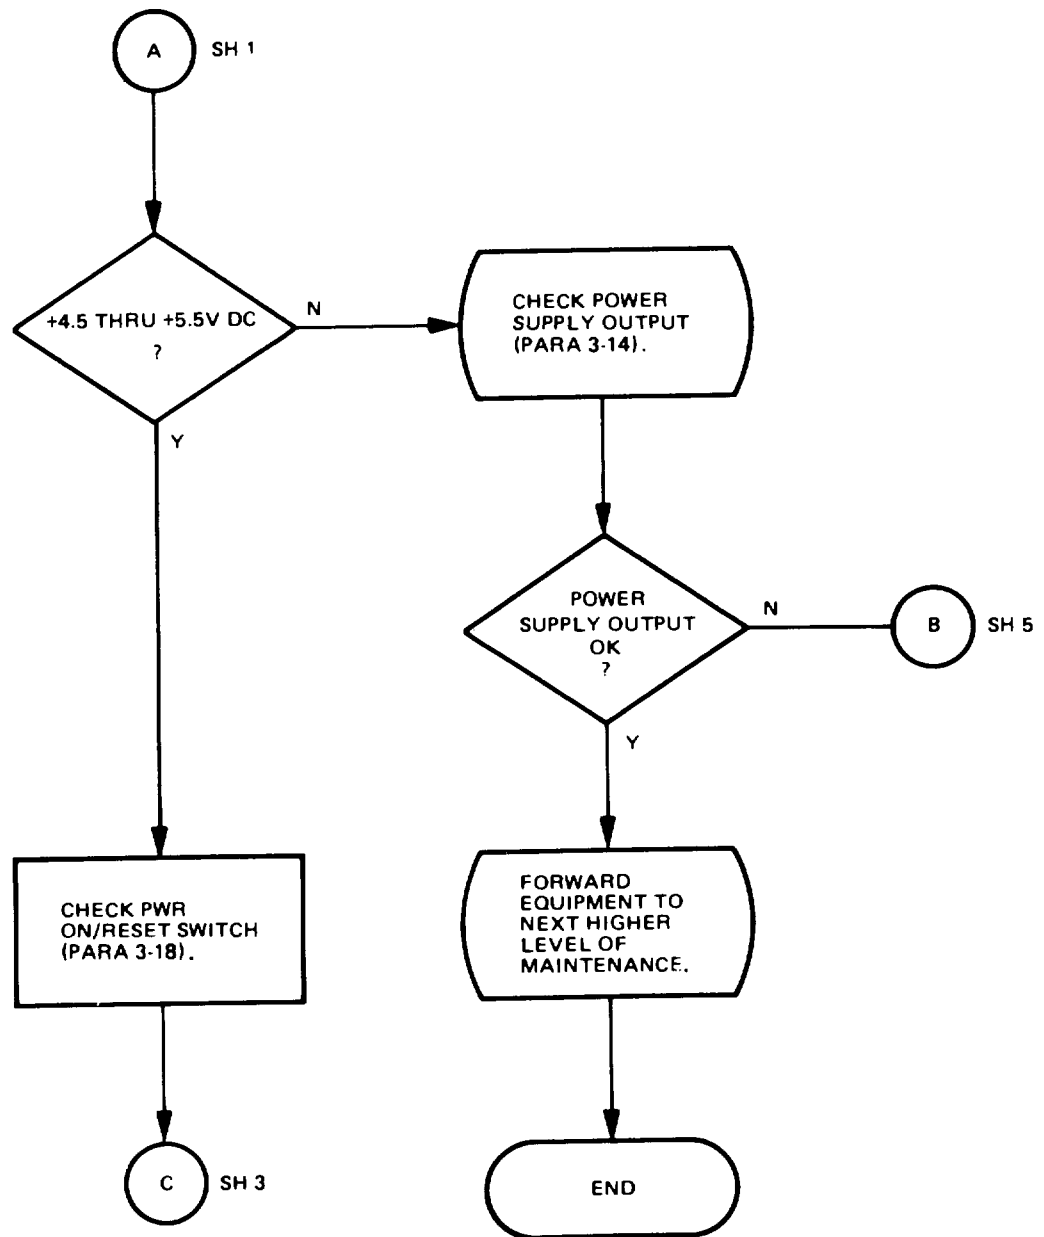 A SH 1
+4.5 THRU +5.5V DC
?
N
Y
CHECK POWER
SUPPLY OUTPUT
(PARA 3-14).
POWER
SUPPLY OUTPUT
OK
?
N
B SH 5
Y
CHECK PWR
ON/RESET SWITCH
(PARA 3-18).
FORWARD
EQUIPMENT TO
NEXT HIGHER
LEVEL OF
MAINTENANCE.
C SH 3
END